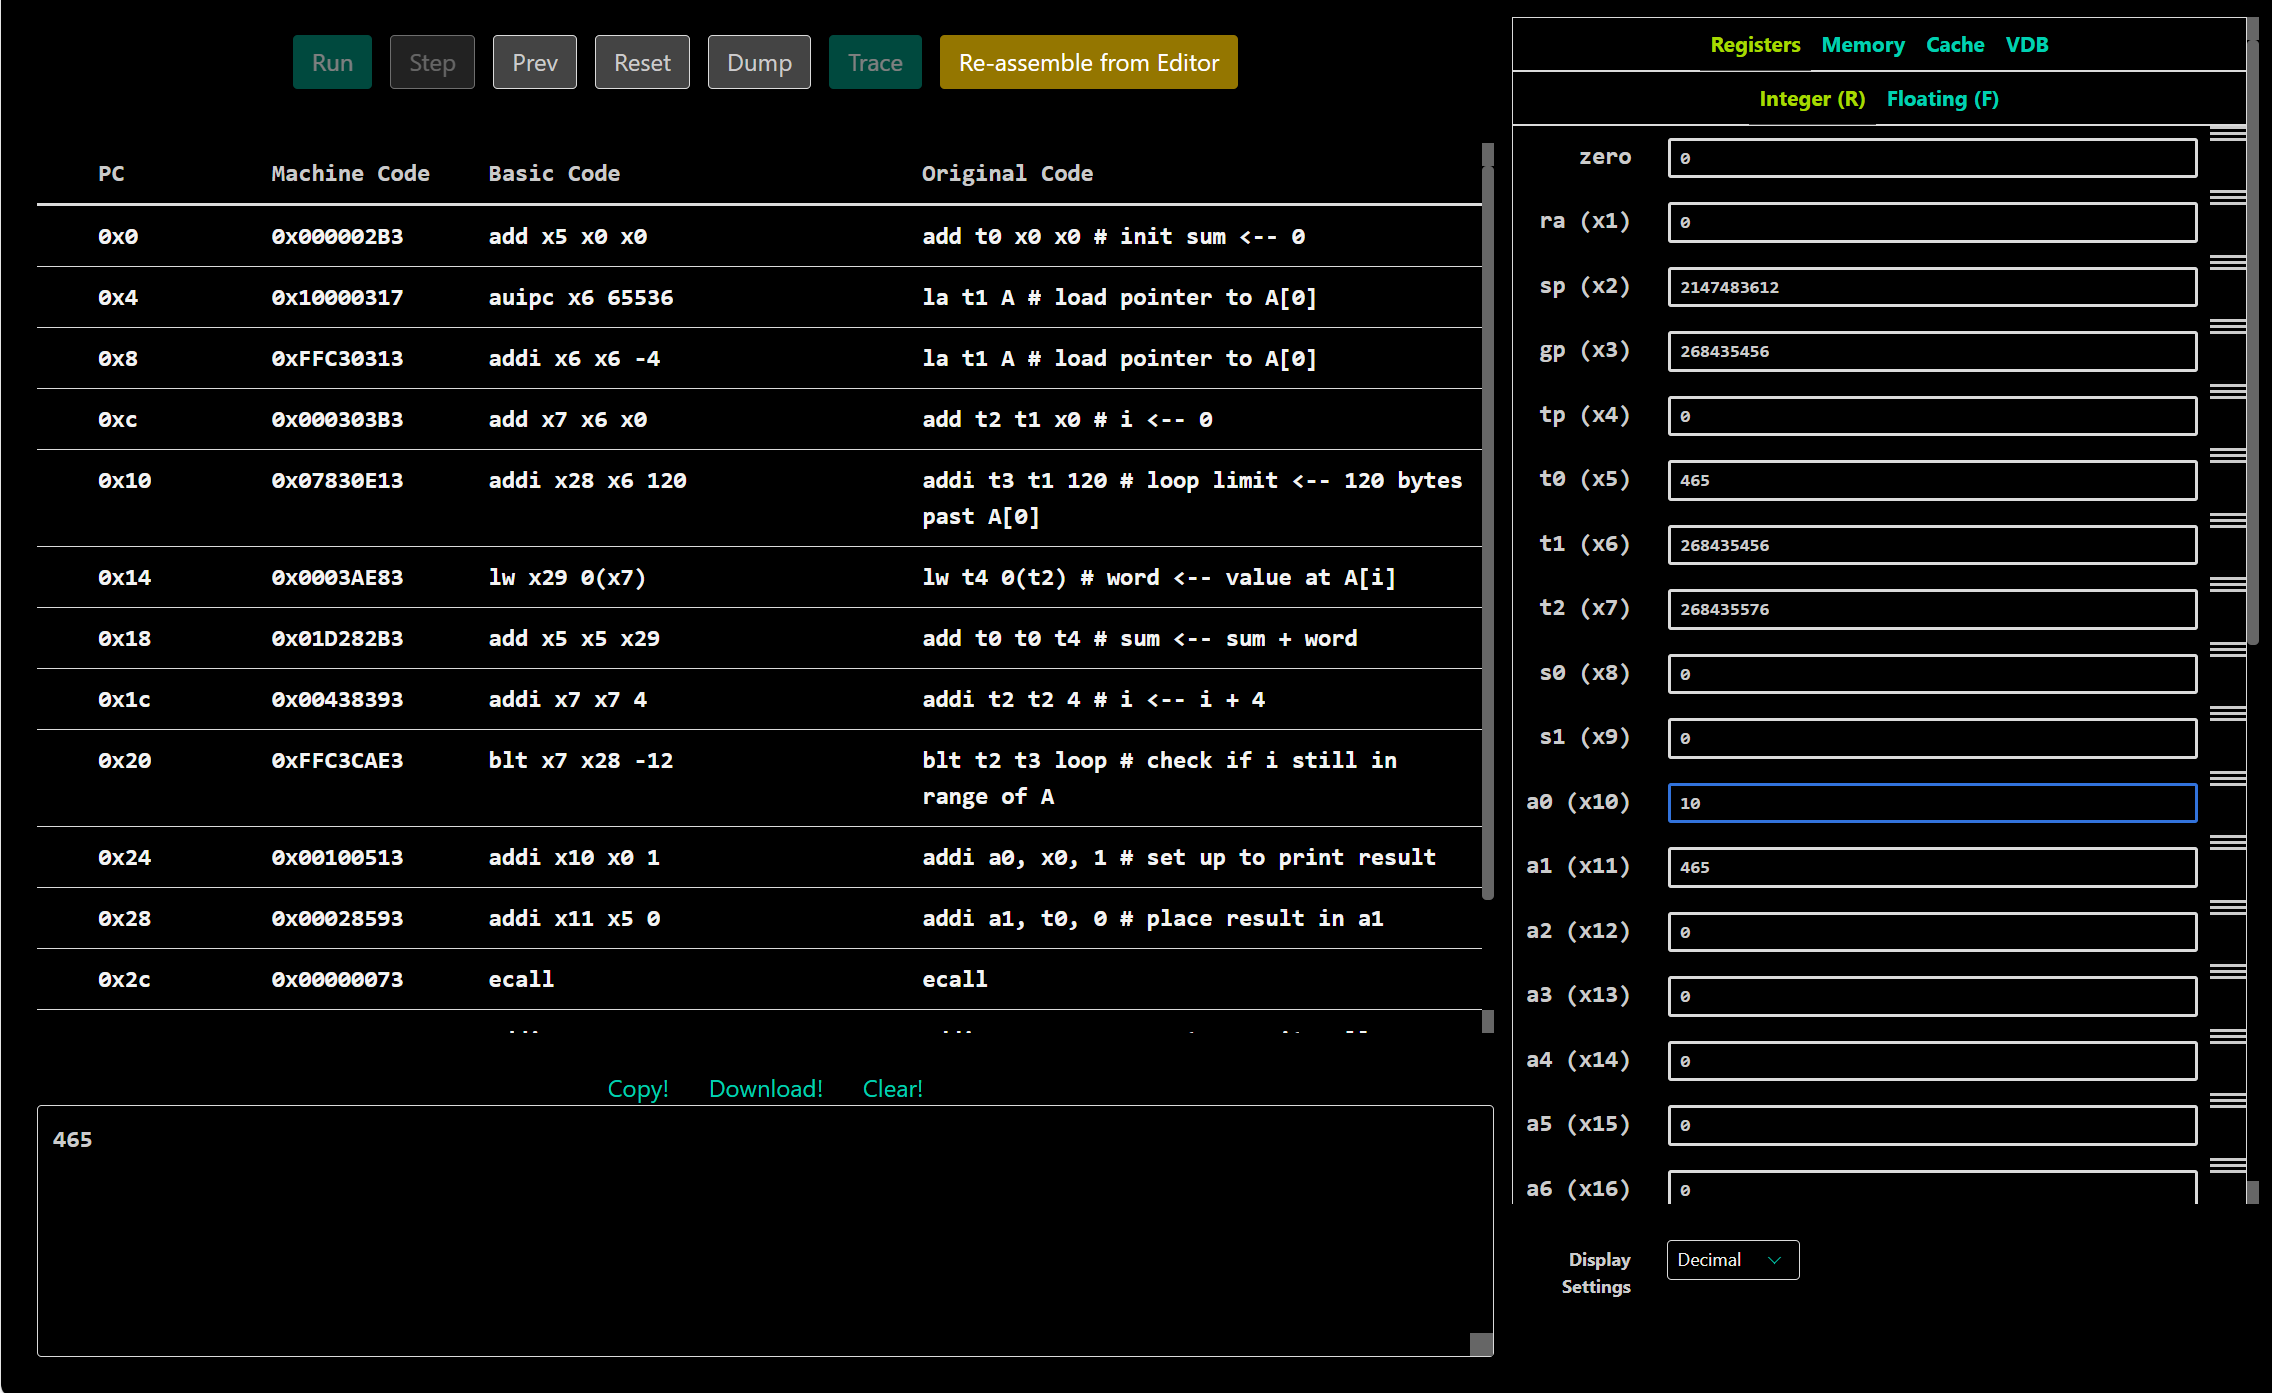 Run Step Prev Reset Dump Trace Re-assemble from Editor
PC Machine Code Basic Code Original Code
0x0 0x000002B3 add x5 x0 x0 add t0 x0 x0 # init sum <-- 0
0x4 0x10000317 auipc x6 65536 la t1 A # load pointer to A[0]
0x8 0xFFC30313 addi x6 x6 -4 la t1 A # load pointer to A[0]
0xc 0x000303B3 add x7 x6 x0 add t2 t1 x0 # i <-- 0
0x10 0x07830E13 addi x28 x6 120 addi t3 t1 120 # loop limit <-- 120 bytes
past A[0]
0x14 0x0003AE83 lw x29 0(x7) lw t4 0(t2) # word <-- value at A[i]
0x18 0x01D282B3 add x5 x5 x29 add t0 t0 t4 # sum <-- sum + word
0x1c 0x00438393 addi x7 x7 4 addi t2 t2 4 # i <-- i + 4
0x20 0xFFC3CAE3 blt x7 x28 -12 blt t2 t3 loop # check if i still in
range of A
0x24 0x00100513 addi x10 x0 1 addi a0, x0, 1 # set up to print result
0x28 0x00028593 addi x11 x5 0 addi a1, t0, 0 # place result in a1
0x2c 0x00000073 ecall ecall
Copy! Download! Clear!
465
Registers Memory Cache VDB
Integer (R) Floating (F)
zero 0
ra (x1) 0
sp (x2) 2147483612
gp (x3) 268435456
tp (x4) 0
t0 (x5) 465
t1 (x6) 268435456
t2 (x7) 268435576
s0 (x8) 0
s1 (x9) 0
a0 (x10) 10
a1 (x11) 465
a2 (x12) 0
a3 (x13) 0
a4 (x14) 0
a5 (x15) 0
a6 (x16) 0
Display Decimal
Settings